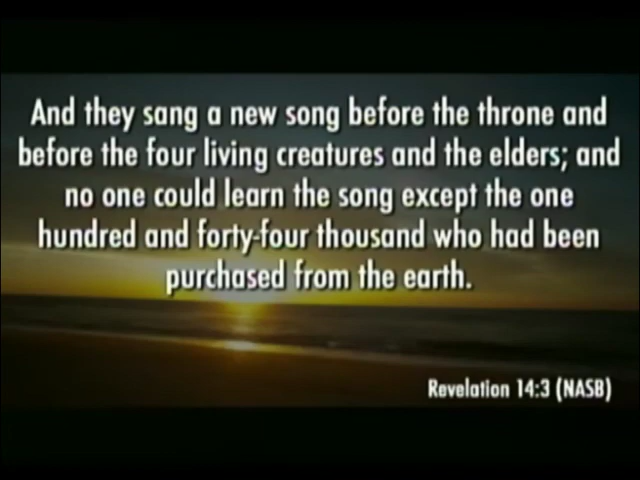 And they sang a new song before the throne and
before the four living creatures and the elders; and
no one could learn the song except the one
hundred and forty-four thousand who had been
purchased from the earth.
Revelation 14:3 (NASB)